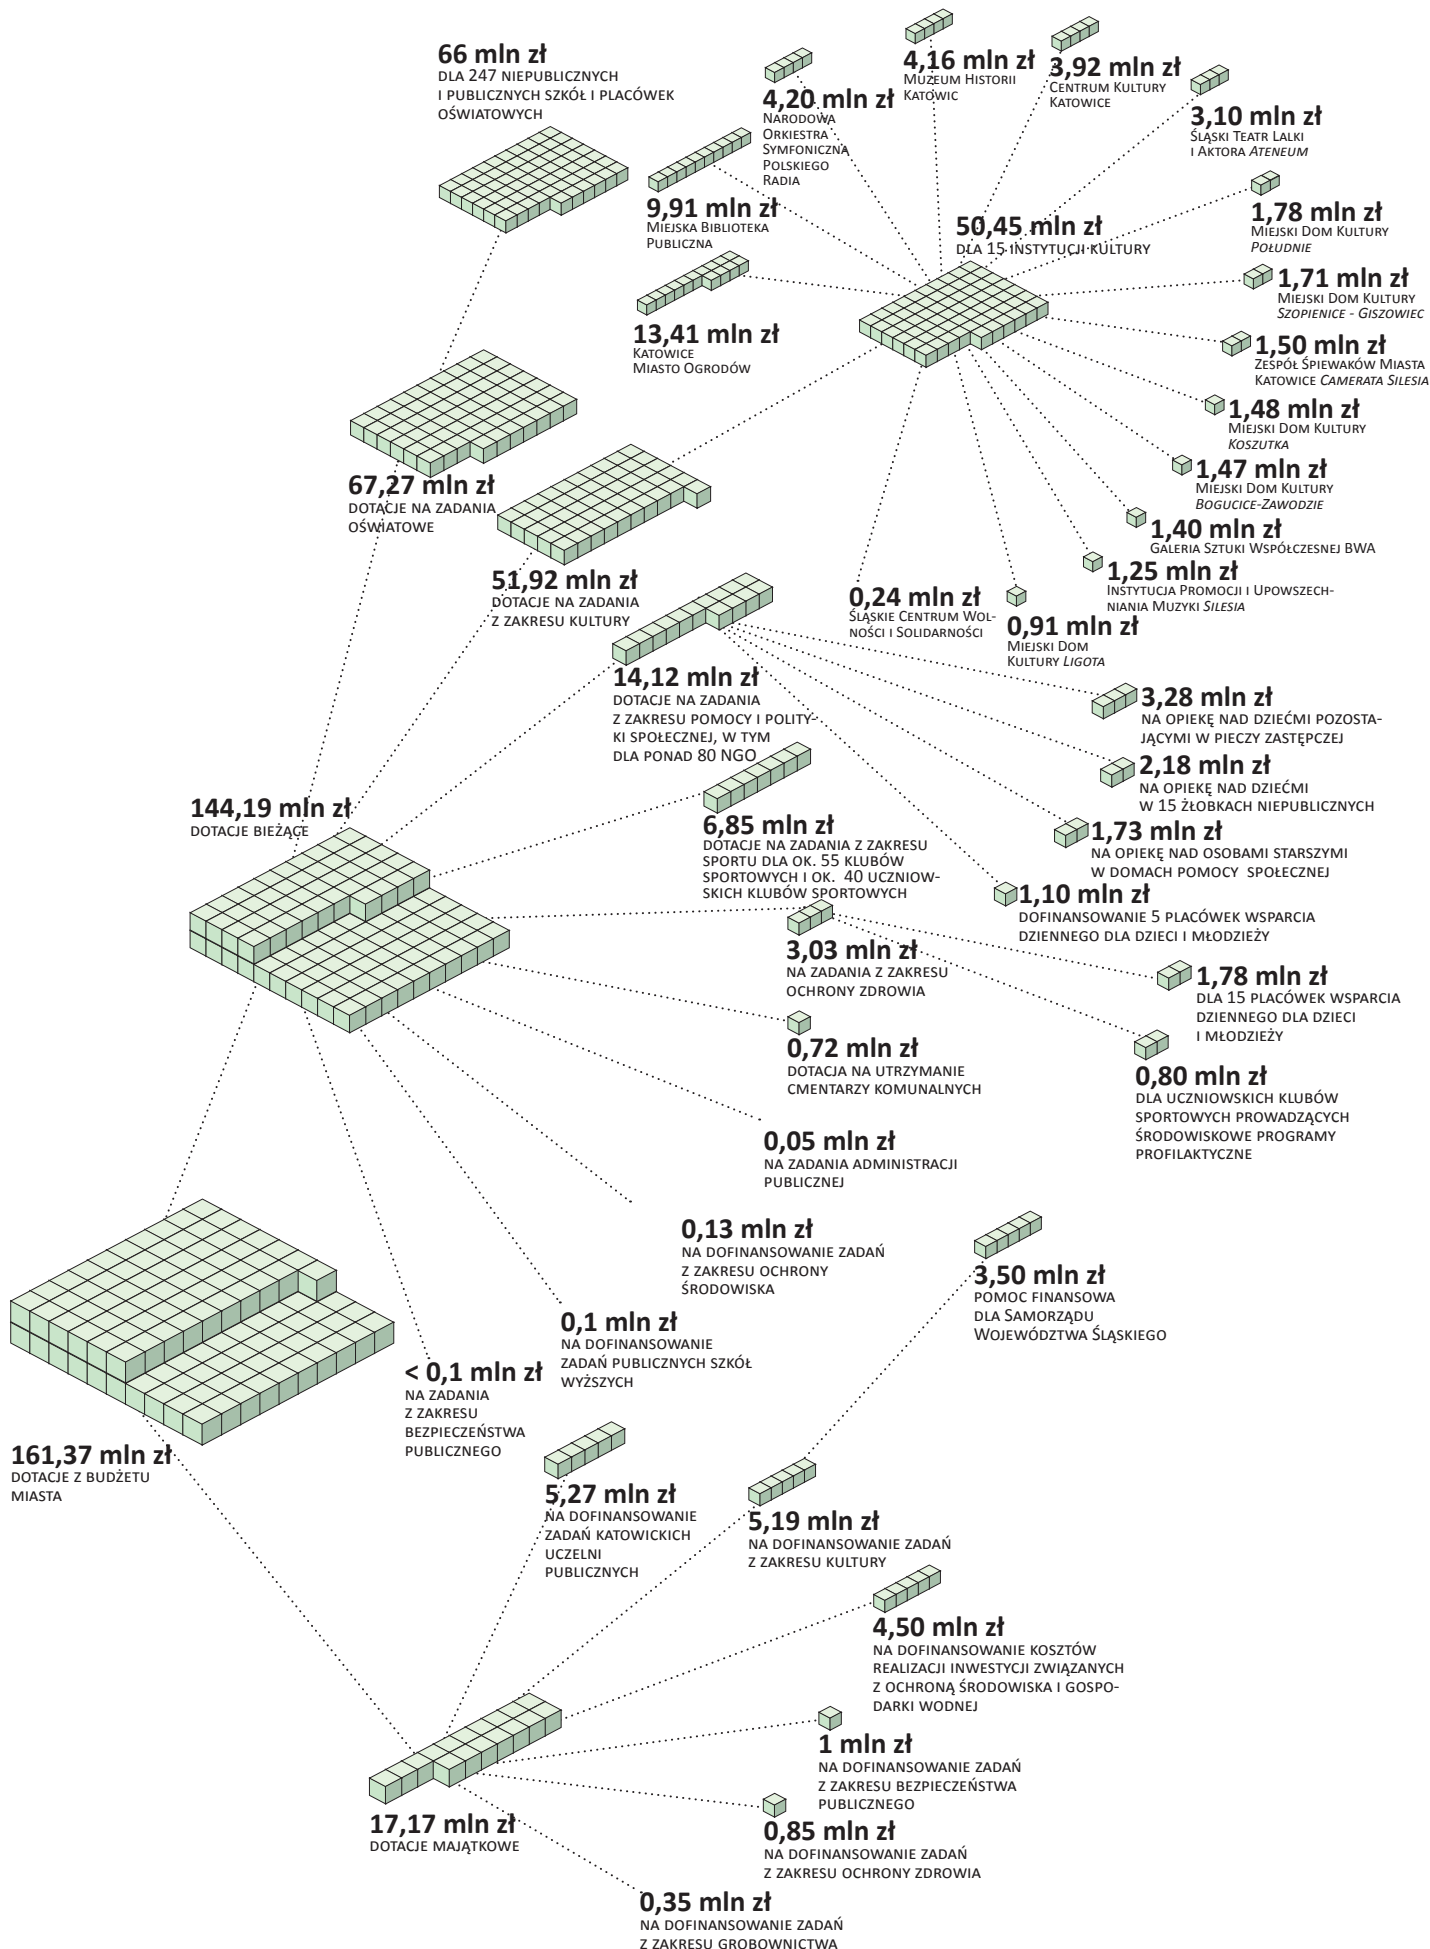 66 mln zł
DLA 247 NIEPUBLICZNYCH
I PUBLICZNYCH SZKÓŁ I PLACÓWEK
OŚWIATOWYCH
4,20 mln zł
NARODOWA
ORKIESTRA
SYMFONICZNA
POLSKIEGO
RADIA
4,16 mln zł
MUZEUM HISTORII
KATOWIC
3,92 mln zł
CENTRUM KULTURY
KATOWICE
3,10 mln zł
ŚLĄSKI TEATR LALKI
I AKTORA ATENEUM
9,91 mln zł
MIEJSKA BIBLIOTEKA
PUBLICZNA
50,45 mln zł
DLA 15 INSTYTUCJI KULTURY
1,78 mln zł
MIEJSKI DOM KULTURY
POŁUDNIE
13,41 mln zł
KATOWICE
MIASTO OGRODÓW
1,71 mln zł
MIEJSKI DOM KULTURY
SZOPIENICE - GISZOWIEC
1,50 mln zł
ZESPÓŁ ŚPIEWAKÓW MIASTA
KATOWICE CAMERATA SILESIA
1,48 mln zł
MIEJSKI DOM KULTURY
KOSZUTKA
1,47 mln zł
MIEJSKI DOM KULTURY
BOGUCICE-ZAWODZIE
1,40 mln zł
GALERIA SZTUKI WSPÓŁCZESNEJ BWA
1,25 mln zł
INSTYTUCJA PROMOCJI I UPOWSZECH-
NIANIA MUZYKI SILESIA
0,24 mln zł
ŚLĄSKIE CENTRUM WOL-
NOŚCI I SOLIDARNOŚCI
0,91 mln zł
MIEJSKI DOM
KULTURY LIGOTA
67,27 mln zł
DOTACJE NA ZADANIA
OŚWIATOWE
51,92 mln zł
DOTACJE NA ZADANIA
Z ZAKRESU KULTURY
14,12 mln zł
DOTACJE NA ZADANIA
Z ZAKRESU POMOCY I POLITY-
KI SPOŁECZNEJ, W TYM
DLA PONAD 80 NGO
3,28 mln zł
NA OPIEKĘ NAD DZIEĆMI POZOSTA-
JĄCYMI W PIECZY ZASTĘPCZEJ
2,18 mln zł
NA OPIEKĘ NAD DZIEĆMI
W 15 ŻŁOBKACH NIEPUBLICZNYCH
1,73 mln zł
NA OPIEKĘ NAD OSOBAMI STARSZYMI
W DOMACH POMOCY SPOŁECZNEJ
1,10 mln zł
DOFINANSOWANIE 5 PLACÓWEK WSPARCIA
DZIENNEGO DLA DZIECI I MŁODZIEŻY
144,19 mln zł
DOTACJE BIEŻĄCE
6,85 mln zł
DOTACJE NA ZADANIA Z ZAKRESU
SPORTU DLA OK. 55 KLUBÓW
SPORTOWYCH I OK. 40 UCZNIOW-
SKICH KLUBÓW SPORTOWYCH
3,03 mln zł
NA ZADANIA Z ZAKRESU
OCHRONY ZDROWIA
1,78 mln zł
DLA 15 PLACÓWEK WSPARCIA
DZIENNEGO DLA DZIECI
I MŁODZIEŻY
0,80 mln zł
DLA UCZNIOWSKICH KLUBÓW
SPORTOWYCH PROWADZĄCYCH
ŚRODOWISKOWE PROGRAMY
PROFILAKTYCZNE
0,72 mln zł
DOTACJA NA UTRZYMANIE
CMENTARZY KOMUNALNYCH
0,05 mln zł
NA ZADANIA ADMINISTRACJI
PUBLICZNEJ
0,13 mln zł
NA DOFINANSOWANIE ZADAŃ
Z ZAKRESU OCHRONY
ŚRODOWISKA
0,1 mln zł
NA DOFINANSOWANIE
ZADAŃ PUBLICZNYCH SZKÓŁ
WYŻSZYCH
< 0,1 mln zł
NA ZADANIA
Z ZAKRESU
BEZPIECZEŃSTWA
PUBLICZNEGO
3,50 mln zł
POMOC FINANSOWA
DLA SAMORZĄDU
WOJEWÓDZTWA ŚLĄSKIEGO
161,37 mln zł
DOTACJE Z BUDŻETU
MIASTA
5,27 mln zł
NA DOFINANSOWANIE
ZADAŃ KATOWICKICH
UCZELNI
PUBLICZNYCH
5,19 mln zł
NA DOFINANSOWANIE ZADAŃ
Z ZAKRESU KULTURY
4,50 mln zł
NA DOFINANSOWANIE KOSZTÓW
REALIZACJI INWESTYCJI ZWIĄZANYCH
Z OCHRONĄ ŚRODOWISKA I GOSPO-
DARKI WODNEJ
1 mln zł
NA DOFINANSOWANIE ZADAŃ
Z ZAKRESU BEZPIECZEŃSTWA
PUBLICZNEGO
17,17 mln zł
DOTACJE MAJĄTKOWE
0,85 mln zł
NA DOFINANSOWANIE ZADAŃ
Z ZAKRESU OCHRONY ZDROWIA
0,35 mln zł
NA DOFINANSOWANIE ZADAŃ
Z ZAKRESU GROBOWNICTWA